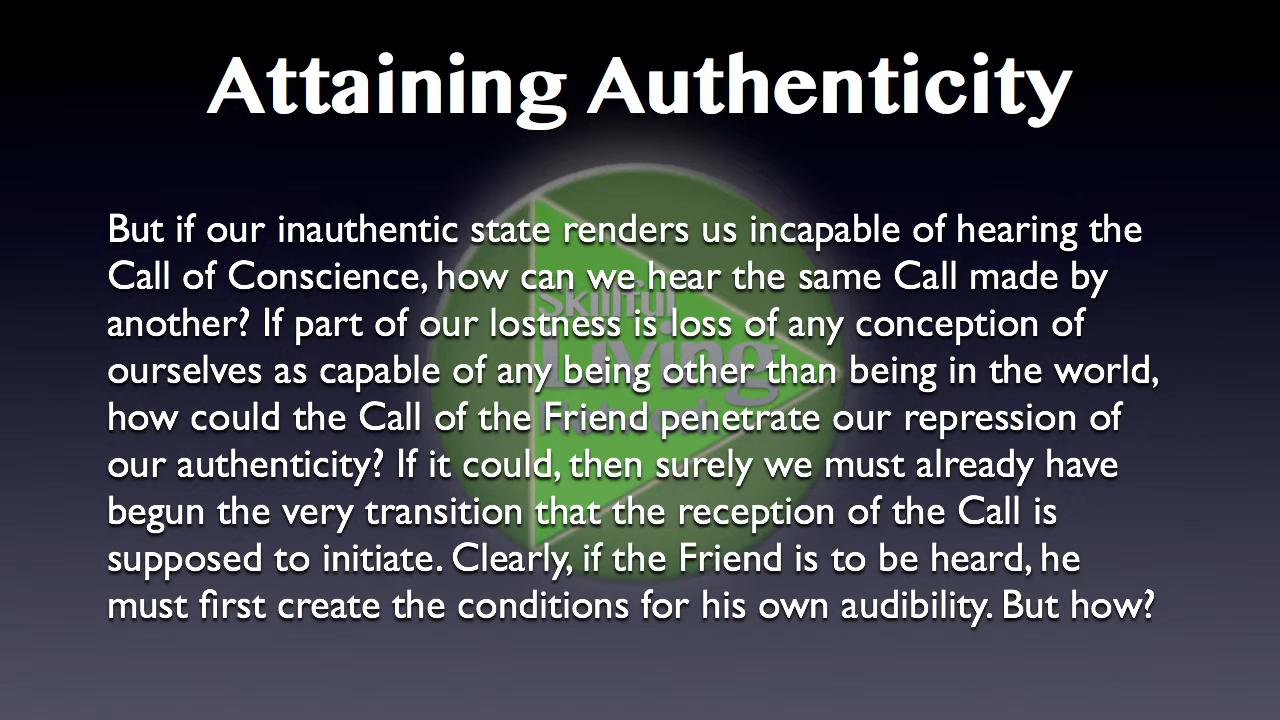 Attaining Authenticity
But if our inauthentic state renders us incapable of hearing the
Call of Conscience, how can we hear the same Call made by
another? If part of our lostness is loss of any conception of
ourselves as capable of any being other than being in the world,
how could the Call of the Friend penetrate our repression of
our authenticity? If it could, then surely we must already have
begun the very transition that the reception of the Call is
supposed to initiate. Clearly, if the Friend is to be heard, he
must first create the conditions for his own audibility. But how?
Skillful
Living
Network